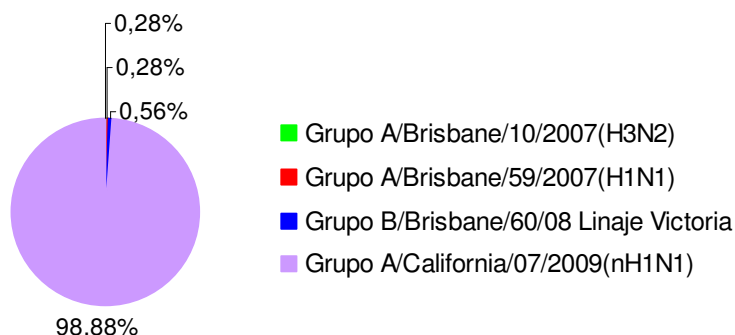 0,28%
0,28%
0,56%
Grupo A/Brisbane/10/2007(H3N2)
Grupo A/Brisbane/59/2007(H1N1)
Grupo B/Brisbane/60/08 Linaje Victoria
Grupo A/California/07/2009(nH1N1)
98,88%